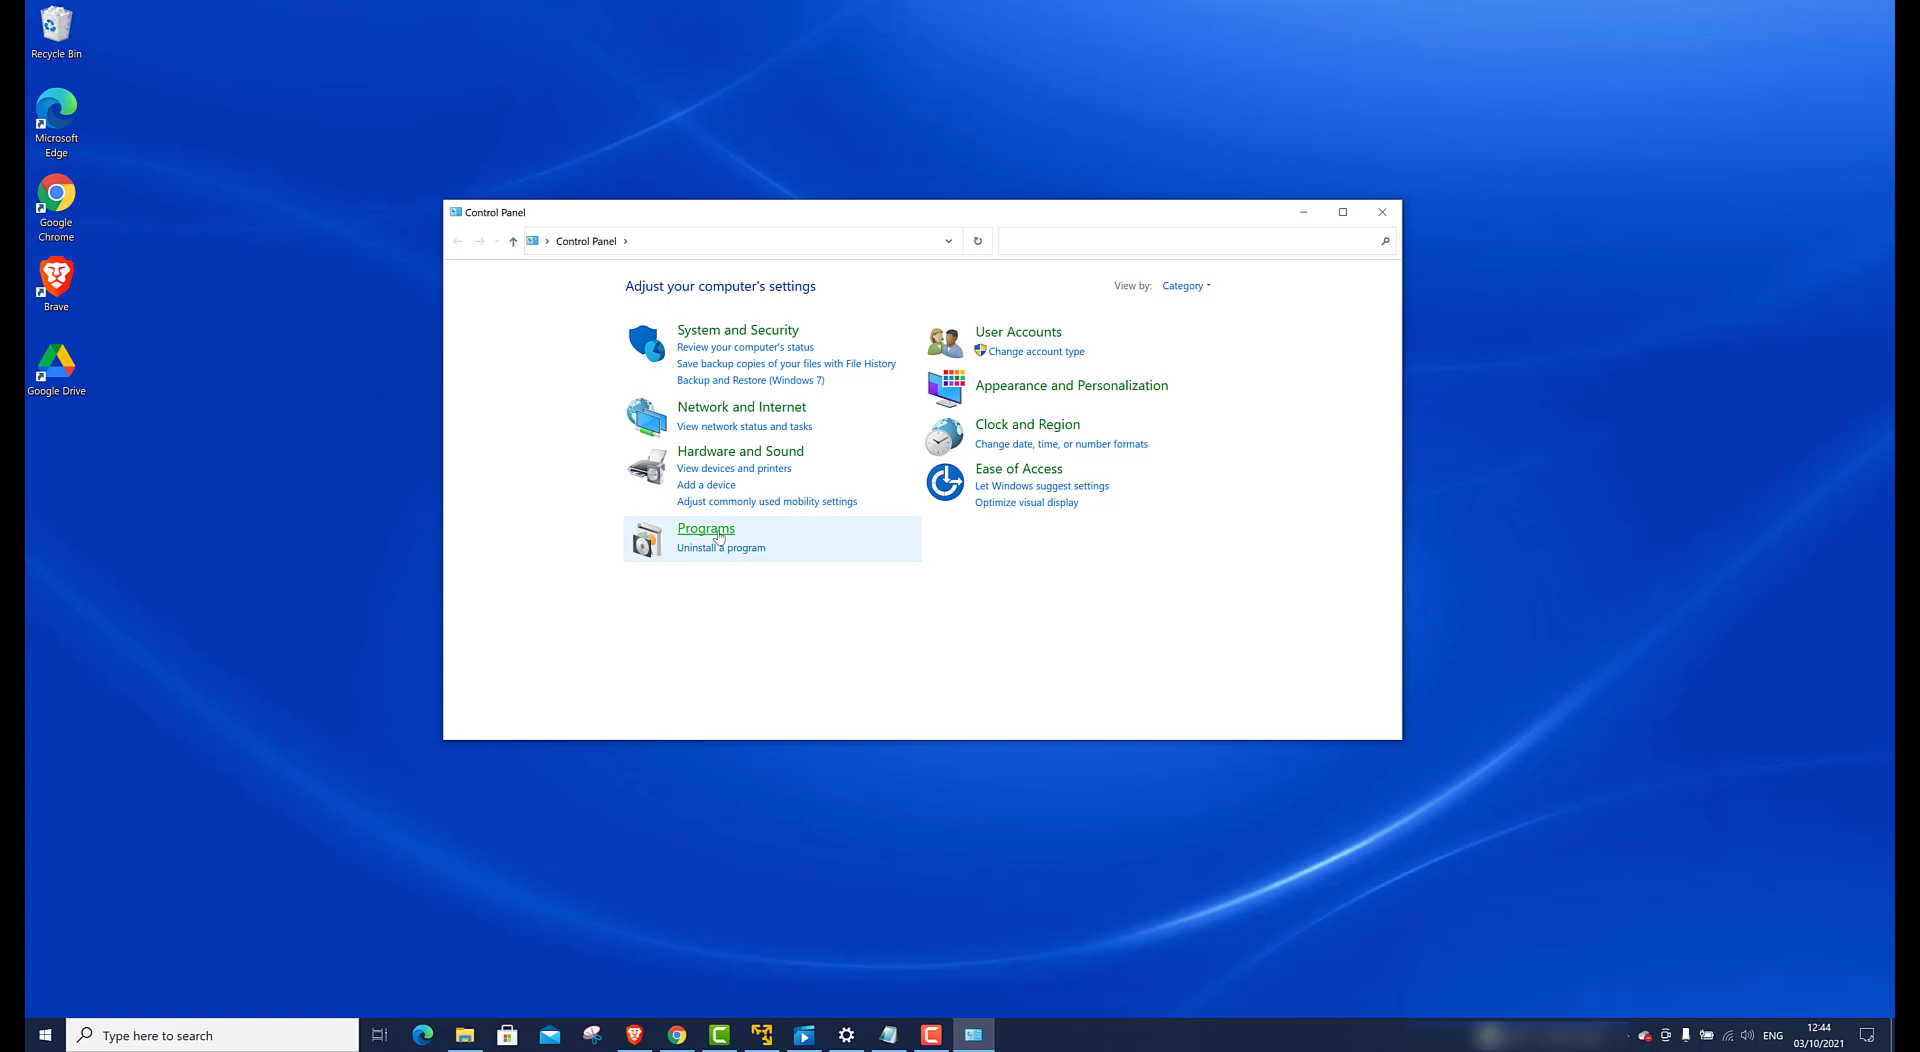 Recycle Bin
Microsoft
Edge
Google
Chrome
Brave
Google Drive
Control Panel
Control Panel
Adjust your computer's settings
View by: Category
System and Security
Review your computer's status
Save backup copies of your files with File History
Backup and Restore (Windows 7)
Network and Internet
View network status and tasks
Hardware and Sound
View devices and printers
Add a device
Adjust commonly used mobility settings
Programs
Uninstall a program
User Accounts
Change account type
Appearance and Personalization
Clock and Region
Change date, time, or number formats
Ease of Access
Let Windows suggest settings
Optimize visual display
Type here to search
ENG
12:44
03/10/2021